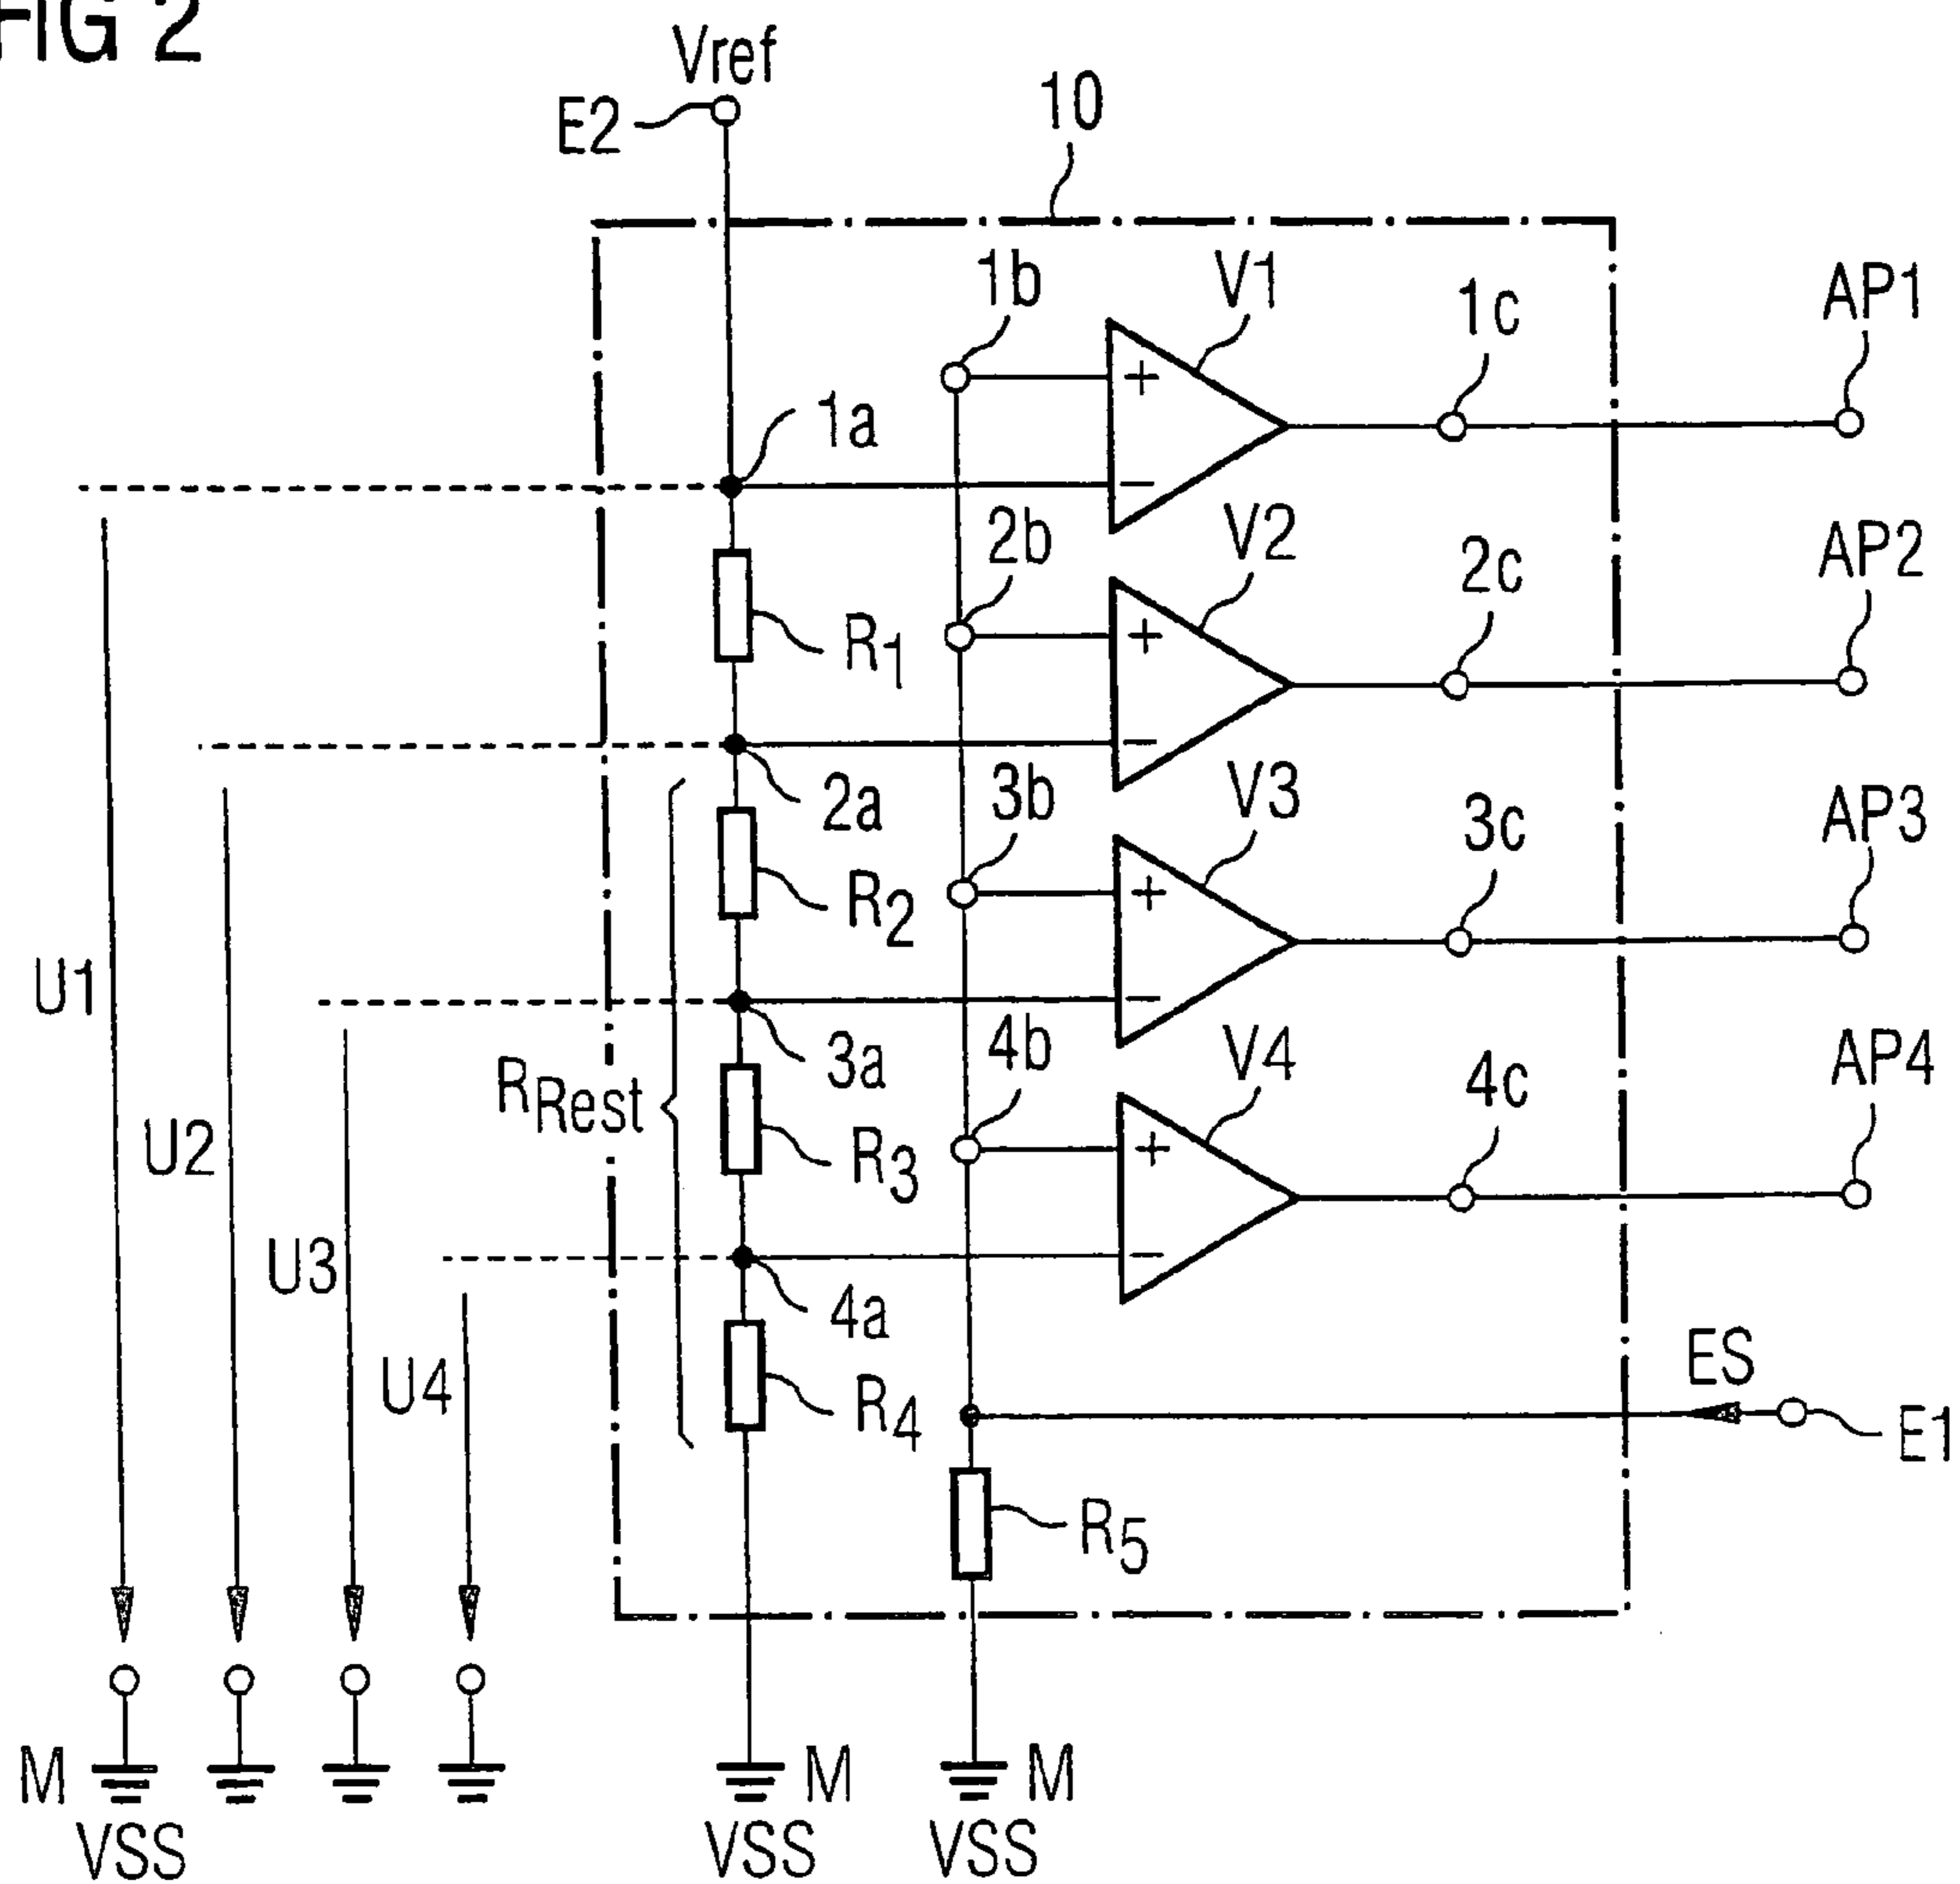 FIG 2
Vref
E2
10
1b
V1
1c
AP1
1a
+
−
2b
V2
2c
AP2
R1
+
−
2a
3b
V3
3c
AP3
R2
+
−
U1
3a
4b
V4
4c
AP4
RRest
U2
R3
+
−
U3
4a
U4
R4
ES
E1
R5
M
M
M
VSS
VSS
VSS